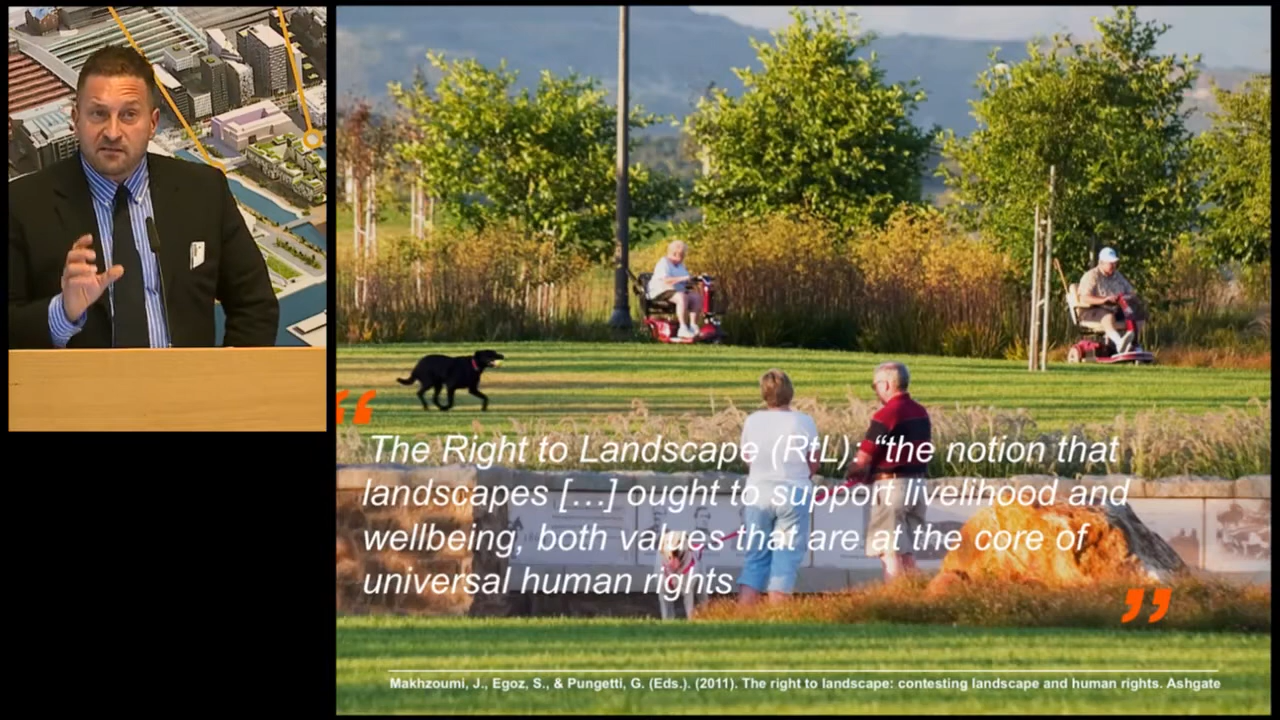 “
The Right to Landscape (RtL): “the notion that
landscapes […] ought to support livelihood and
wellbeing, both values that are at the core of
universal human rights
”
Makhzoumi, J., Egoz, S., & Pungetti, G. (Eds.). (2011). The right to landscape: contesting landscape and human rights. Ashgate